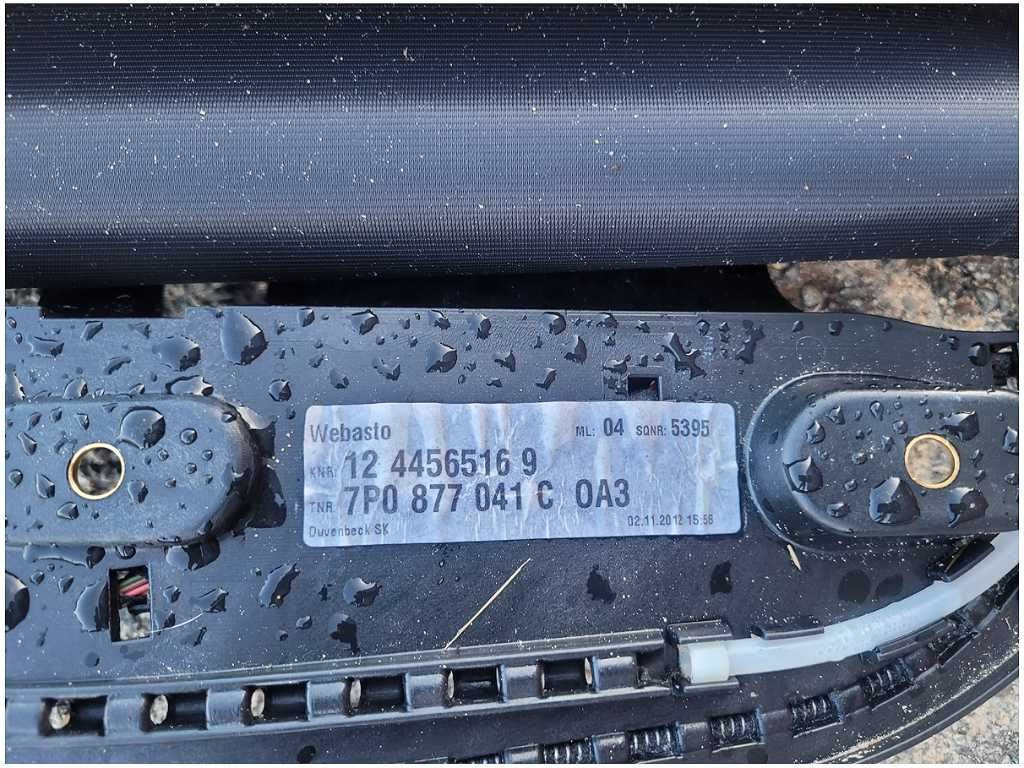 Webasto ML: 04 SQNR: 5395
KNR: 12 4456516 9
TNR: 7P0 877 041 C 0A3
Duvenbeck SK 02.11.2012 15:56